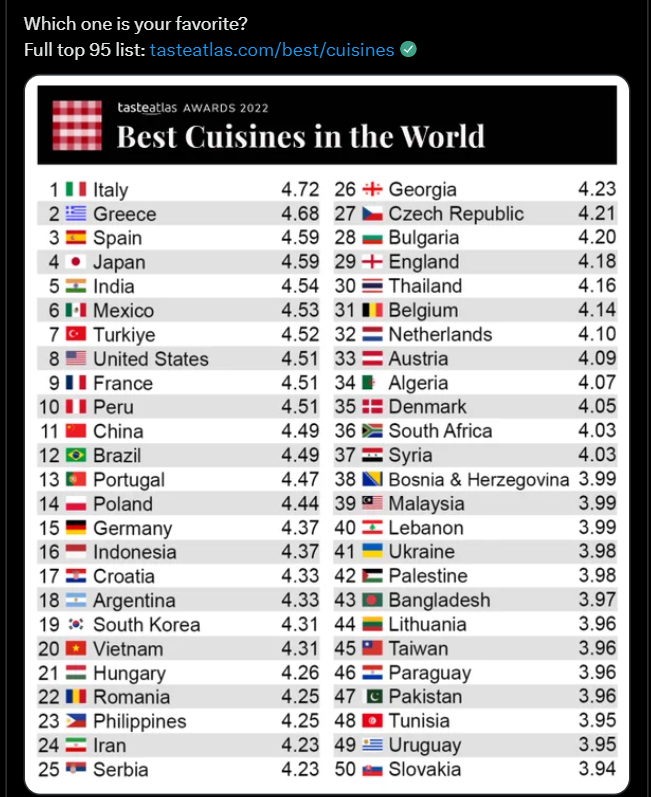 Which one is your favorite?
Full top 95 list: tasteatlas.com/best/cuisines
tasteatlas AWARDS 2022
Best Cuisines in the World
1 Italy 4.72
2 Greece 4.68
3 Spain 4.59
4 Japan 4.59
5 India 4.54
6 Mexico 4.53
7 Turkiye 4.52
8 United States 4.51
9 France 4.51
10 Peru 4.51
11 China 4.49
12 Brazil 4.49
13 Portugal 4.47
14 Poland 4.44
15 Germany 4.37
16 Indonesia 4.37
17 Croatia 4.33
18 Argentina 4.33
19 South Korea 4.31
20 Vietnam 4.31
21 Hungary 4.26
22 Romania 4.25
23 Philippines 4.25
24 Iran 4.23
25 Serbia 4.23
26 Georgia 4.23
27 Czech Republic 4.21
28 Bulgaria 4.20
29 England 4.18
30 Thailand 4.16
31 Belgium 4.14
32 Netherlands 4.10
33 Austria 4.09
34 Algeria 4.07
35 Denmark 4.05
36 South Africa 4.03
37 Syria 4.03
38 Bosnia & Herzegovina 3.99
39 Malaysia 3.99
40 Lebanon 3.99
41 Ukraine 3.98
42 Palestine 3.98
43 Bangladesh 3.97
44 Lithuania 3.96
45 Taiwan 3.96
46 Paraguay 3.96
47 Pakistan 3.96
48 Tunisia 3.95
49 Uruguay 3.95
50 Slovakia 3.94